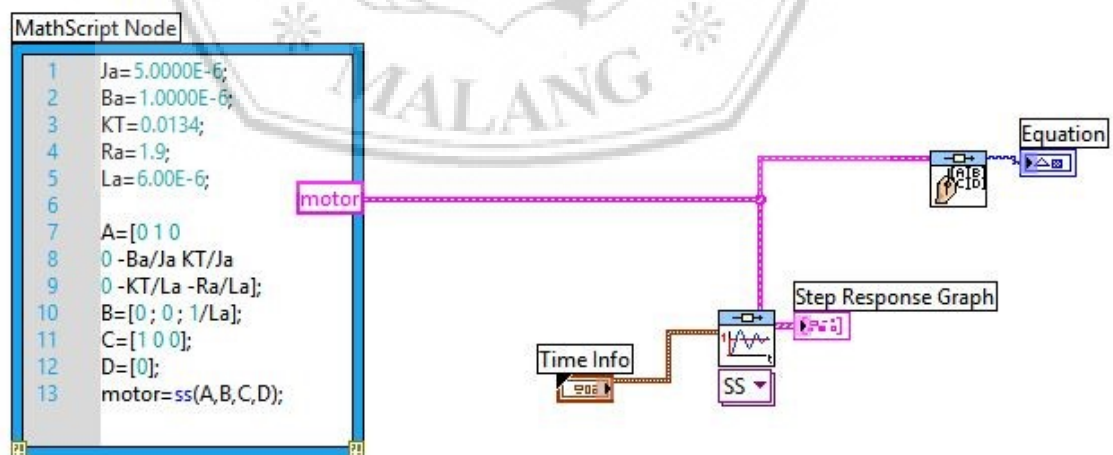 MathScript Node
1 Ja=5.0000E-6;
2 Ba=1.0000E-6;
3 KT=0.0134;
4 Ra=1.9;
5 La=6.00E-6;
6
7 A=[0 1 0
8 0 -Ba/Ja KT/Ja
9 0 -KT/La -Ra/La];
10 B=[0 ; 0 ; 1/La];
11 C=[1 0 0];
12 D=[0];
13 motor=ss(A,B,C,D);
motor
MALANG
Equation
A B
C D
Step Response Graph
1
t
Time Info
SS